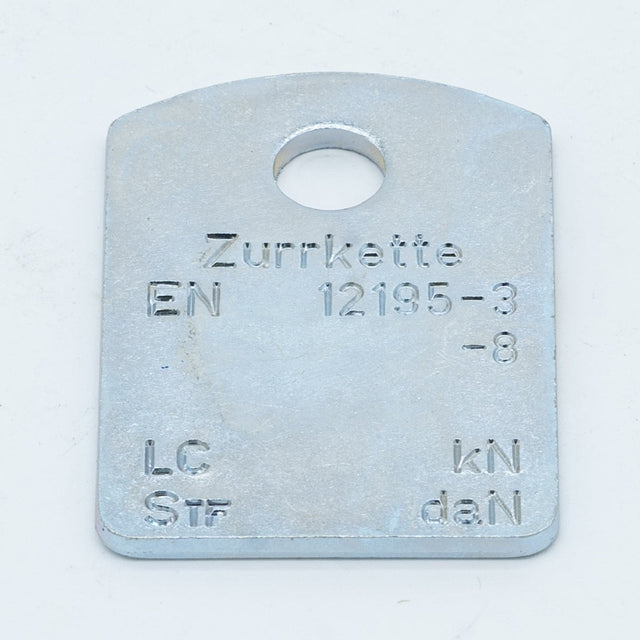 Zurrkette
EN 12195-3
-8
LC kN
STF daN